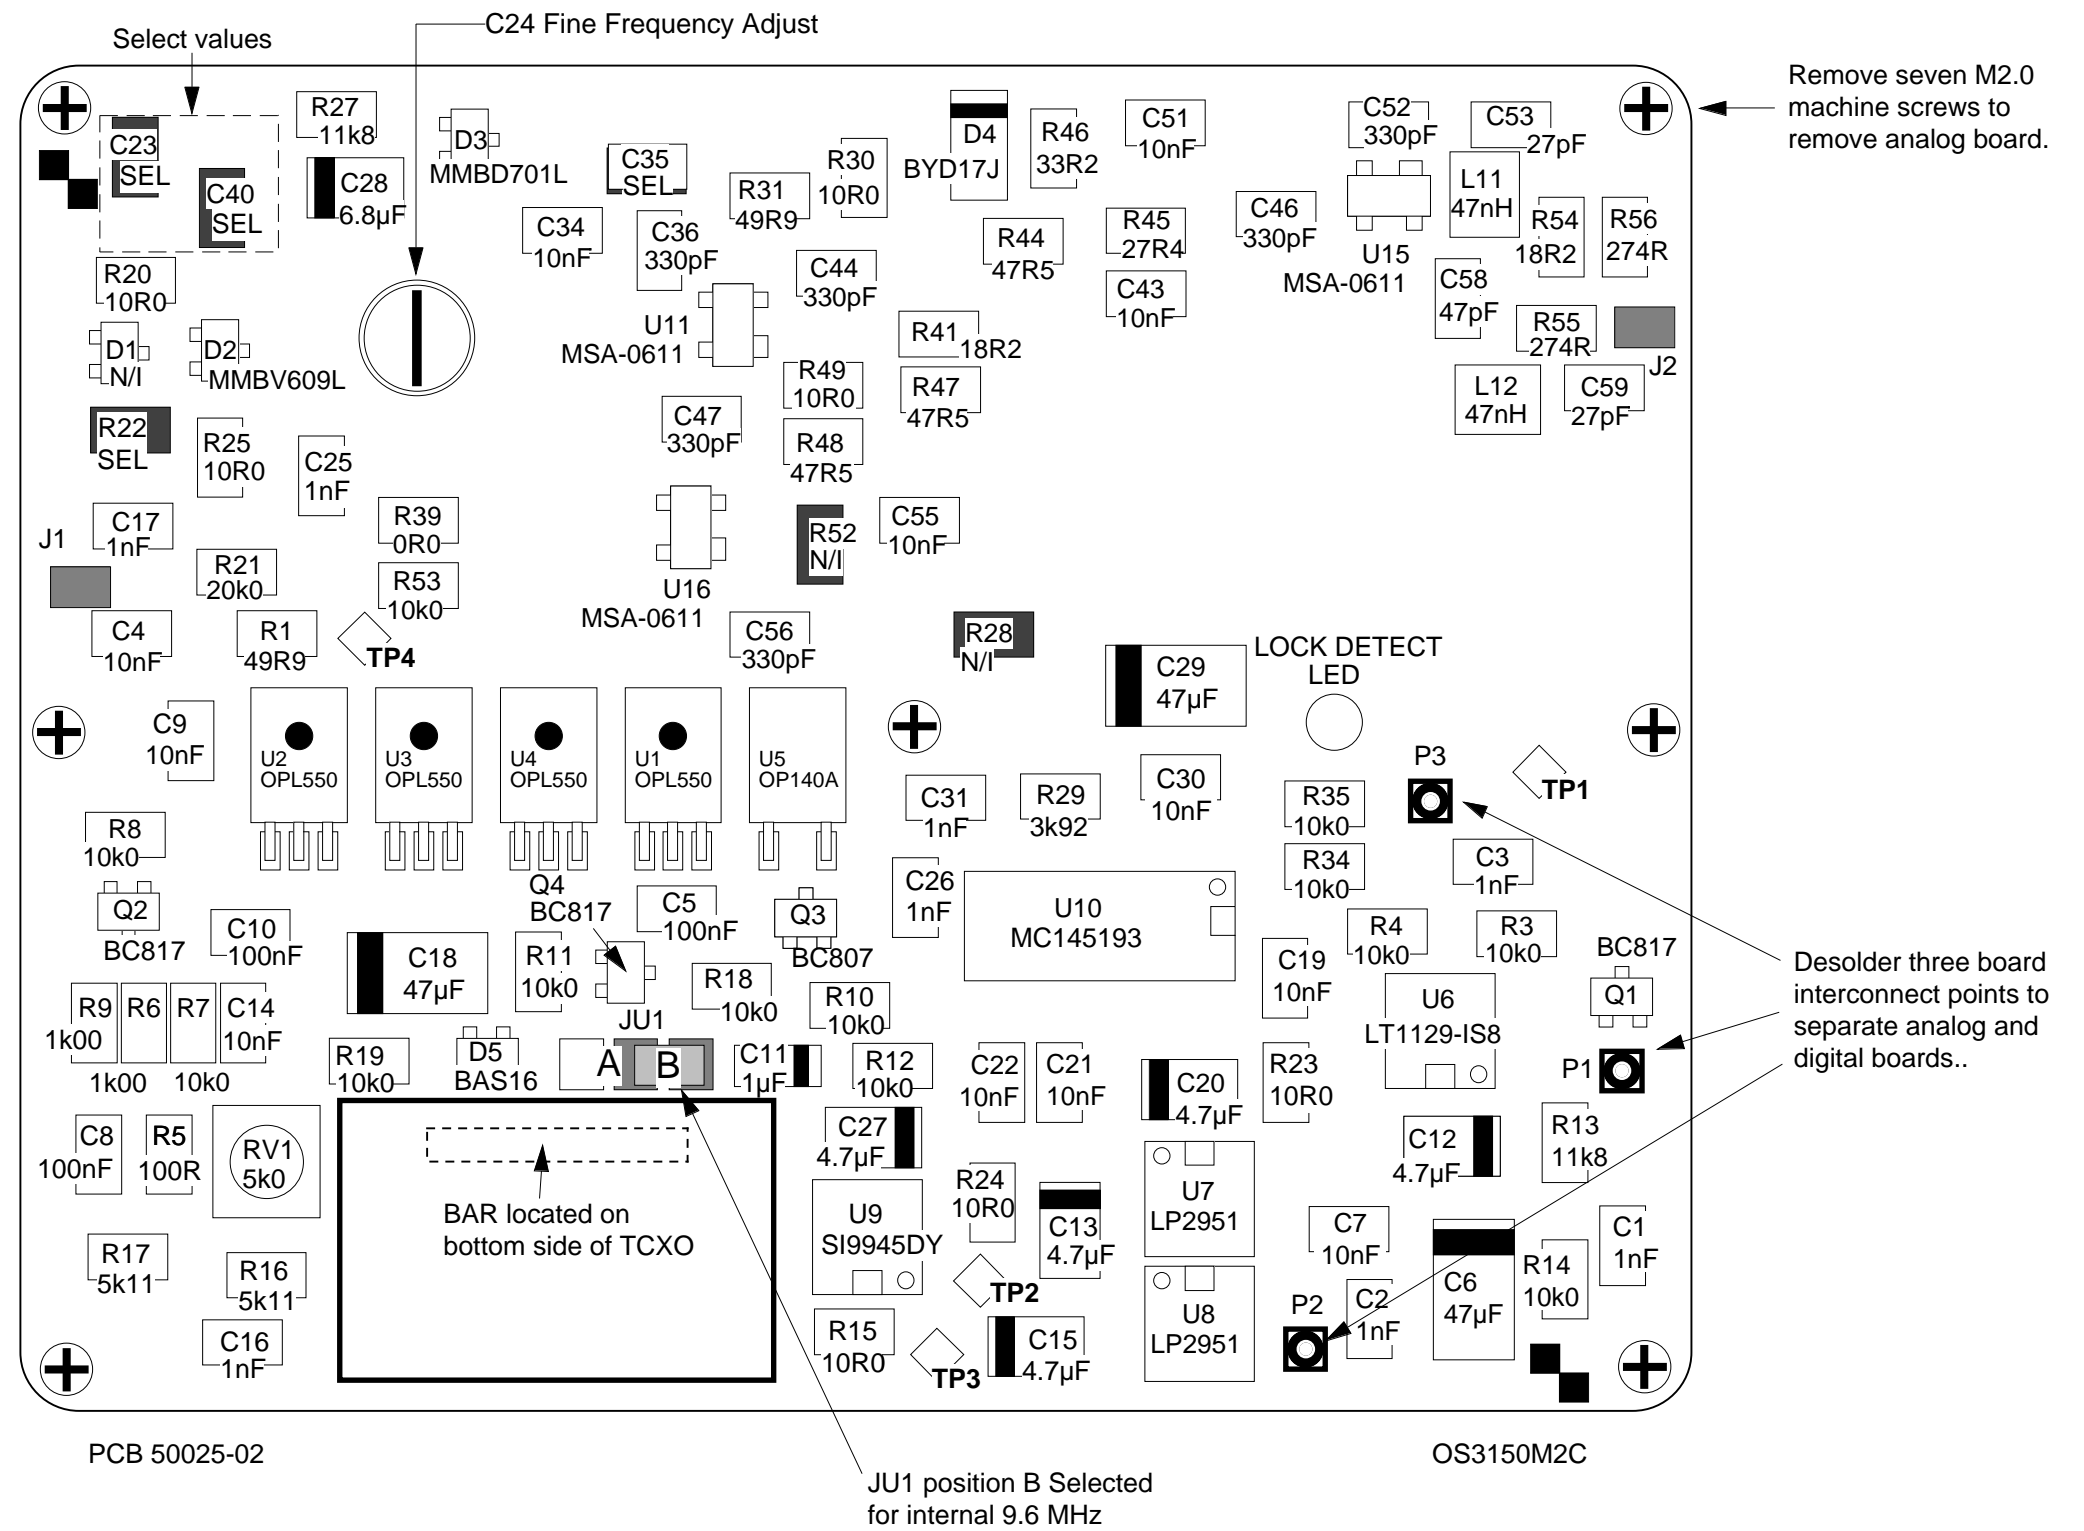 C24 Fine Frequency Adjust
Select values
Remove seven M2.0
machine screws to
remove analog board.
C23
SEL
C40
SEL
R27
11k8
C28
6.8µF
D3
MMBD701L
C35
SEL
R31
49R9
R30
10R0
D4
BYD17J
R46
33R2
C51
10nF
C52
330pF
C53
27pF
L11
47nH
U15
MSA-0611
R54
18R2
R56
274R
C34
10nF
C36
330pF
C44
330pF
R44
47R5
R45
27R4
C46
330pF
C43
10nF
C58
47pF
R55
274R
J2
R20
10R0
D1
N/I
D2
MMBV609L
U11
MSA-0611
R41
18R2
R49
10R0
R47
47R5
L12
47nH
C59
27pF
R22
SEL
R25
10R0
C25
1nF
C47
330pF
R48
47R5
J1
C17
1nF
R39
0R0
R21
20k0
R53
10k0
U16
MSA-0611
R52
N/I
C55
10nF
C4
10nF
R1
49R9
TP4
C56
330pF
R28
N/I
C29
47µF
LOCK DETECT
LED
C9
10nF
U2
OPL550
U3
OPL550
U4
OPL550
U1
OPL550
U5
OP140A
C31
1nF
R29
3k92
C30
10nF
R35
10k0
P3
TP1
R8
10k0
R34
10k0
C3
1nF
Q2
BC817
C10
100nF
Q4
BC817
C5
100nF
Q3
BC807
C26
1nF
U10
MC145193
R4
10k0
R3
10k0
BC817
Q1
C18
47µF
R11
10k0
R18
10k0
R10
10k0
C19
10nF
U6
LT1129-IS8
Desolder three board
interconnect points to
separate analog and
digital boards..
R9
1k00
R6
1k00
R7
10k0
C14
10nF
R19
10k0
D5
BAS16
JU1
A
B
C11
1µF
R12
10k0
C22
10nF
C21
10nF
C20
4.7µF
R23
10R0
P1
C8
100nF
R5
100R
RV1
5k0
BAR located on
bottom side of TCXO
C27
4.7µF
C12
4.7µF
R13
11k8
U9
SI9945DY
R24
10R0
C13
4.7µF
U7
LP2951
C7
10nF
C1
1nF
R17
5k11
R16
5k11
TP2
C6
47µF
R14
10k0
C16
1nF
R15
10R0
TP3
C15
4.7µF
U8
LP2951
P2
C2
1nF
PCB 50025-02
OS3150M2C
JU1 position B Selected
for internal 9.6 MHz